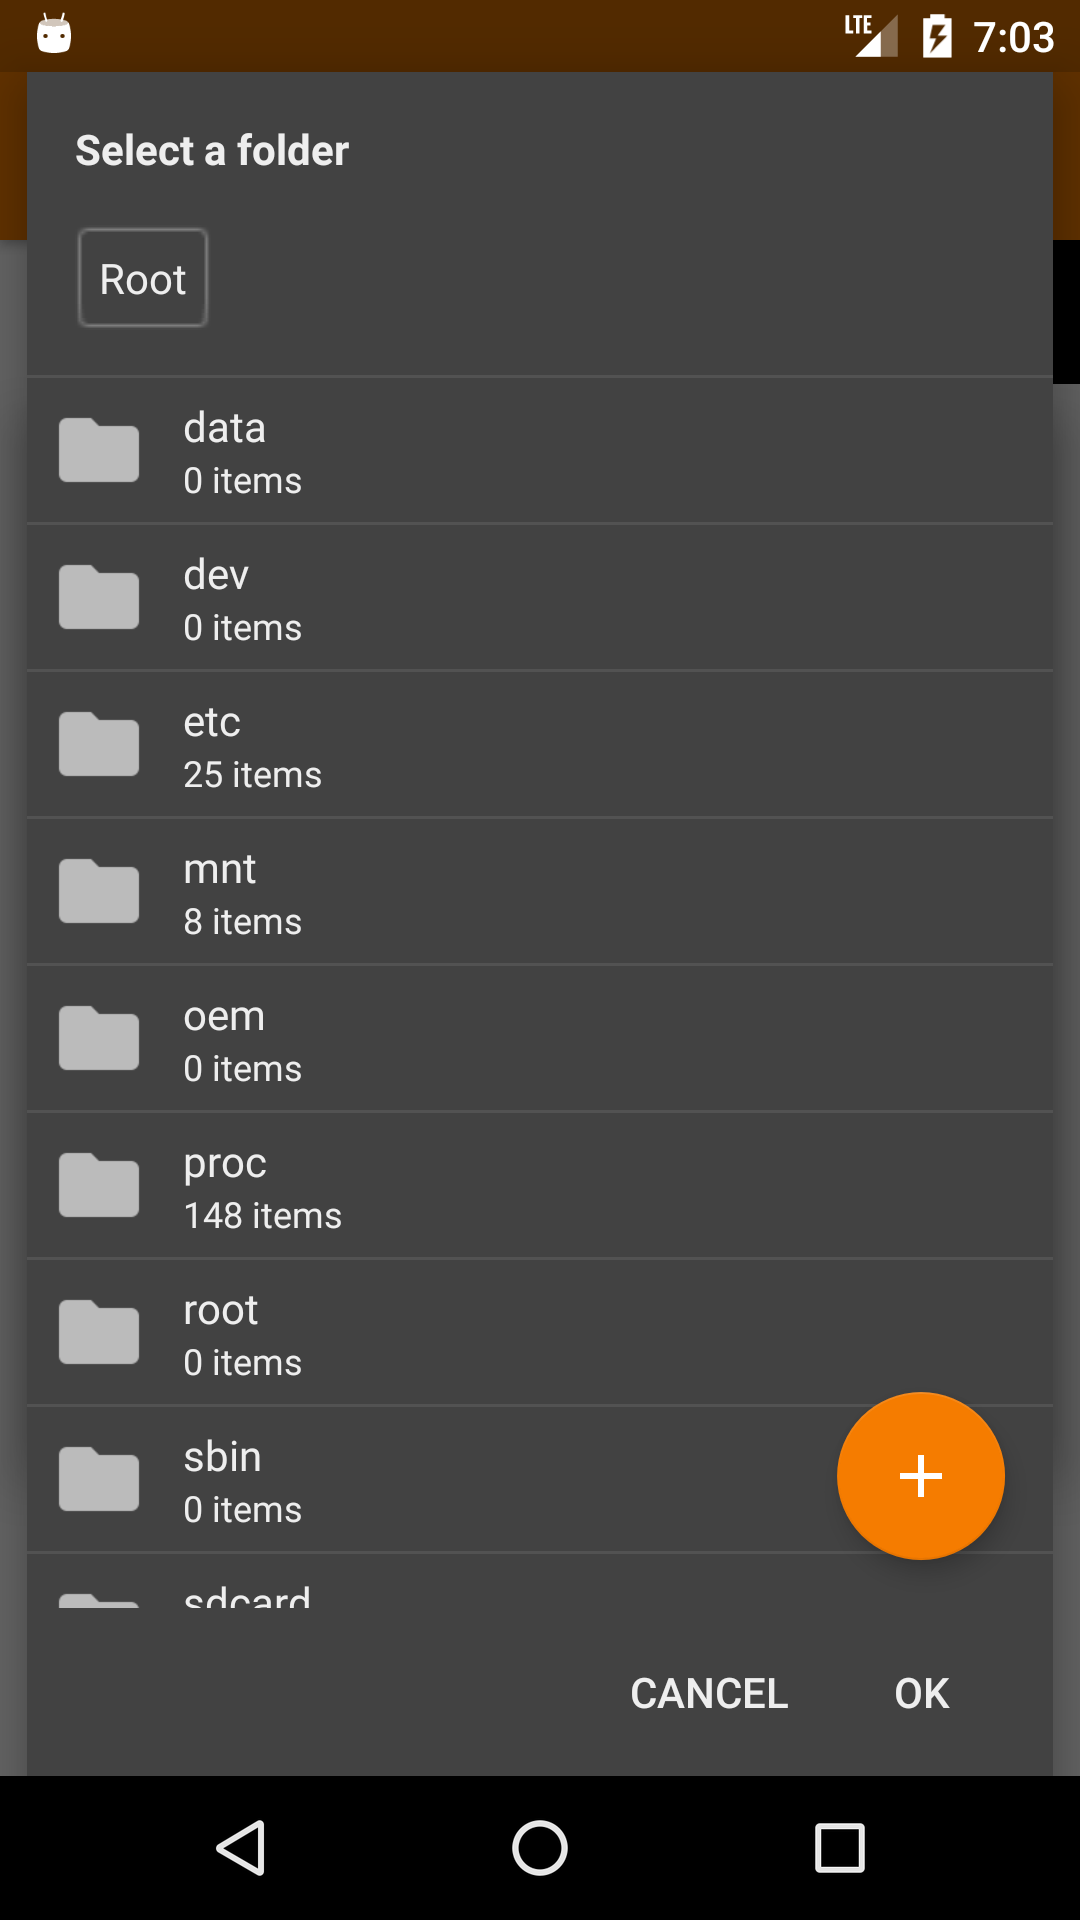 LTE 7:03
Select a folder
Root
data
0 items
dev
0 items
etc
25 items
mnt
8 items
oem
0 items
proc
148 items
root
0 items
sbin
0 items
sdcard
CANCEL OK